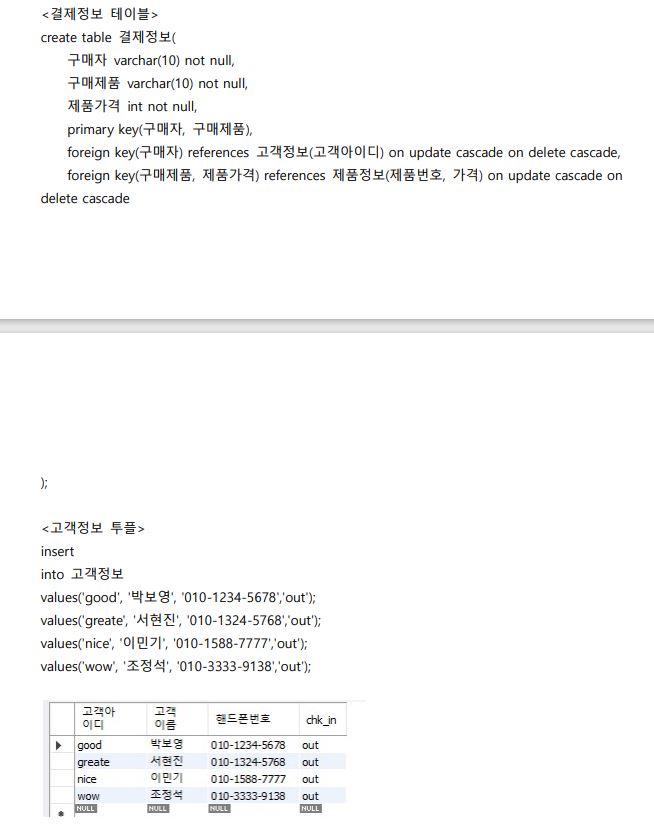 <결제정보 테이블>
create table 결제정보(
구매자 varchar(10) not null,
구매제품 varchar(10) not null,
제품가격 int not null,
primary key(구매자, 구매제품),
foreign key(구매자) references 고객정보(고객아이디) on update cascade on delete cascade,
foreign key(구매제품, 제품가격) references 제품정보(제품번호, 가격) on update cascade on
delete cascade
);
<고객정보 투플>
insert
into 고객정보
values('good', '박보영', '010-1234-5678','out');
values('greate', '서현진', '010-1324-5768','out');
values('nice', '이민기', '010-1588-7777','out');
values('wow', '조정석', '010-3333-9138','out');
고객아이디 고객이름 핸드폰번호 chk_in
good 박보영 010-1234-5678 out
greate 서현진 010-1324-5768 out
nice 이민기 010-1588-7777 out
wow 조정석 010-3333-9138 out
NULL NULL NULL NULL